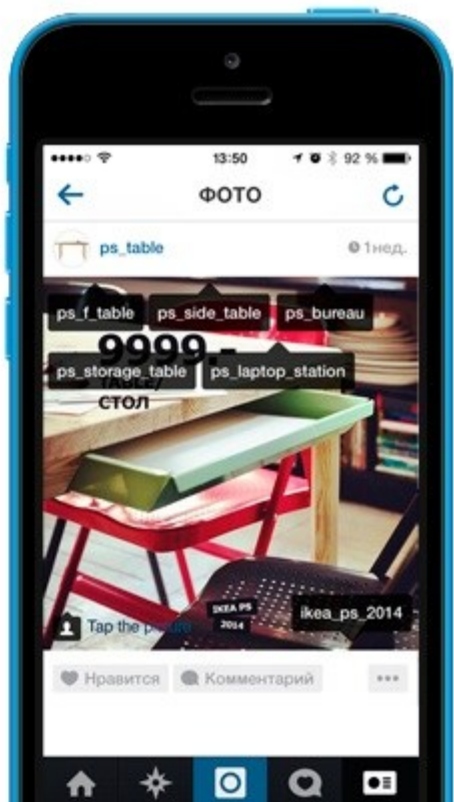 13:50 92 %
ФОТО
ps_table 1нед.
ps_f_table ps_side_table ps_bureau
9999.-
ps_storage_table ps_laptop_station
TABLE/
СТОЛ
IKEA PS
2014
ikea_ps_2014
Tap the picture
Нравится Комментарий